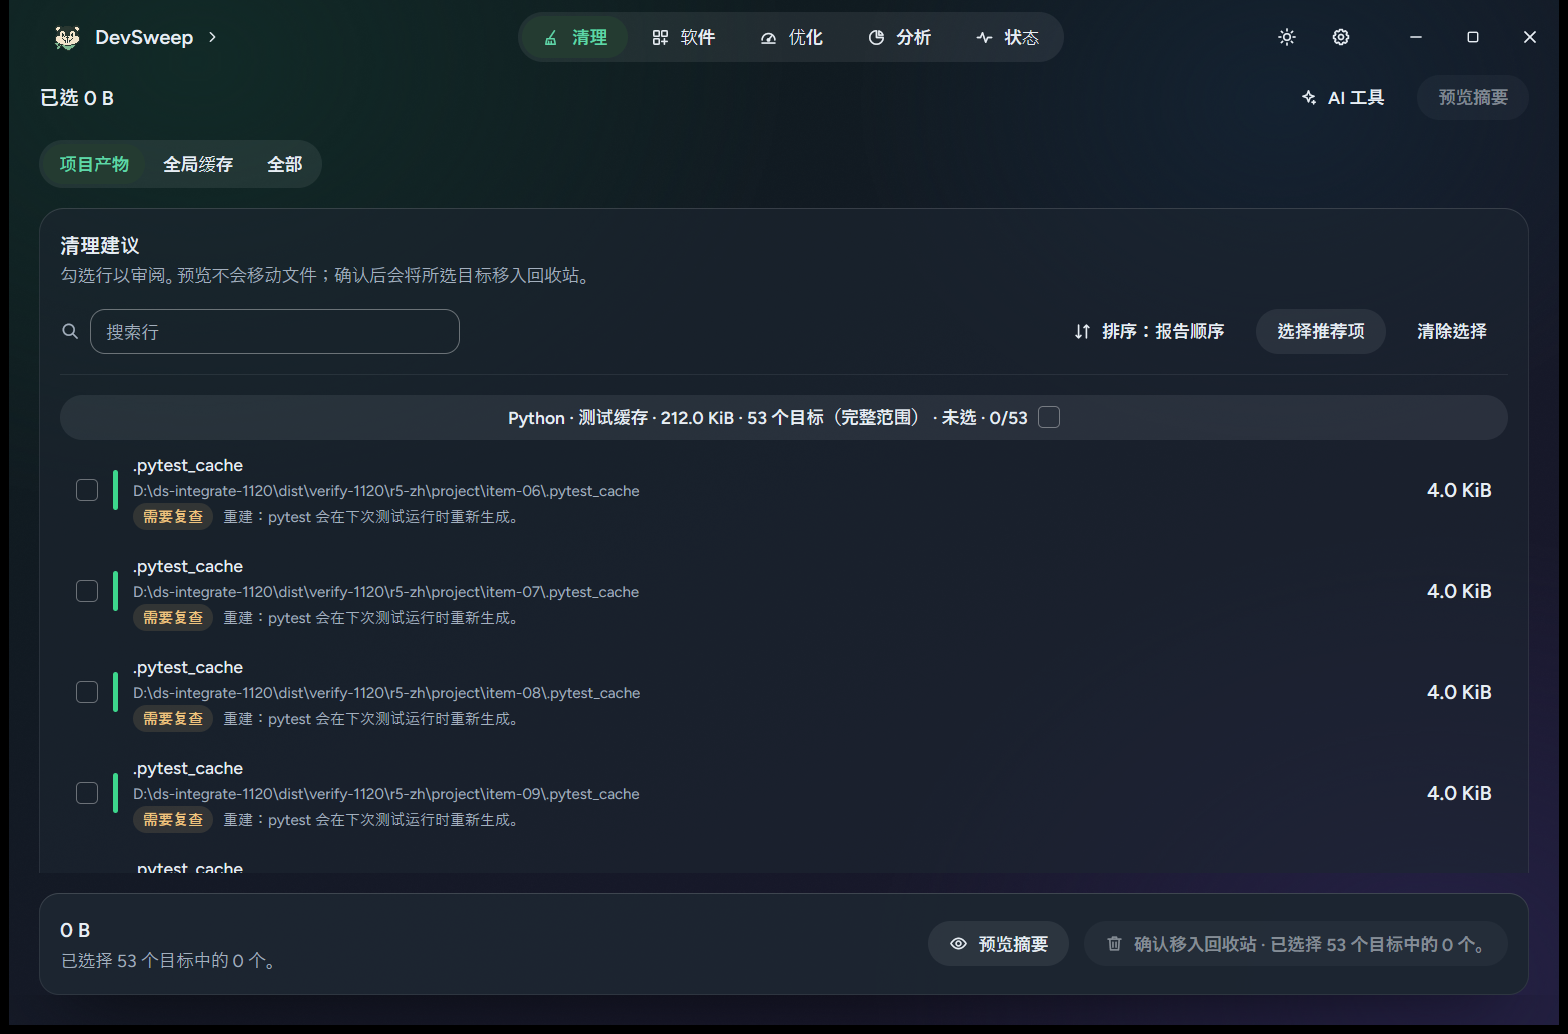 DevSweep
清理
软件
优化
分析
状态
已选 0 B
AI 工具
预览摘要
项目产物
全局缓存
全部
清理建议
勾选行以审阅。预览不会移动文件；确认后会将所选目标移入回收站。
搜索行
排序：报告顺序
选择推荐项
清除选择
Python · 测试缓存 · 212.0 KiB · 53 个目标（完整范围） · 未选 · 0/53
.pytest_cache
D:\ds-integrate-1120\dist\verify-1120\r5-zh\project\item-06\.pytest_cache
4.0 KiB
需要复查 重建：pytest 会在下次测试运行时重新生成。
.pytest_cache
D:\ds-integrate-1120\dist\verify-1120\r5-zh\project\item-07\.pytest_cache
4.0 KiB
需要复查 重建：pytest 会在下次测试运行时重新生成。
.pytest_cache
D:\ds-integrate-1120\dist\verify-1120\r5-zh\project\item-08\.pytest_cache
4.0 KiB
需要复查 重建：pytest 会在下次测试运行时重新生成。
.pytest_cache
D:\ds-integrate-1120\dist\verify-1120\r5-zh\project\item-09\.pytest_cache
4.0 KiB
需要复查 重建：pytest 会在下次测试运行时重新生成。
.pytest_cache
0 B
已选择 53 个目标中的 0 个。
预览摘要
确认移入回收站 · 已选择 53 个目标中的 0 个。